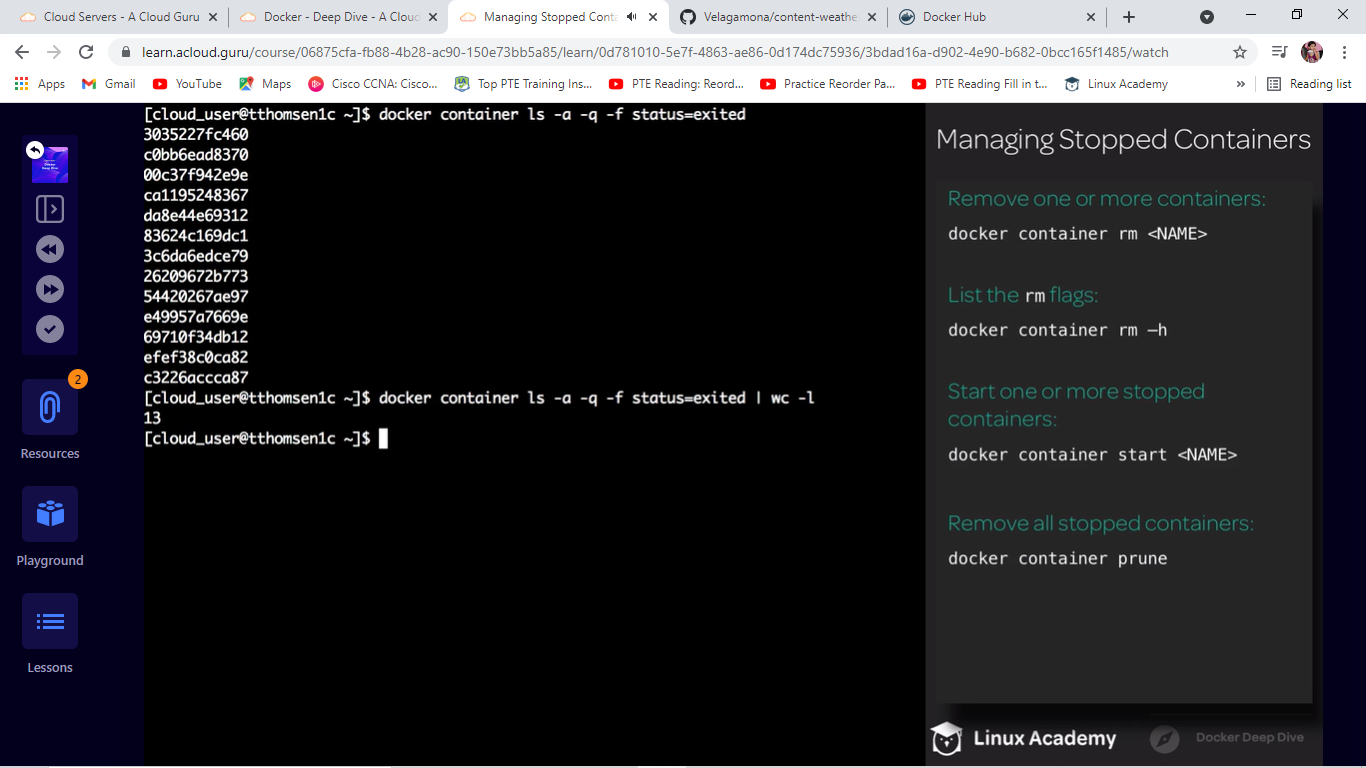 Cloud Servers - A Cloud Guru
Docker - Deep Dive - A Cloud
Managing Stopped Conta
Velagamona/content-weathe
Docker Hub
learn.acloud.guru/course/06875cfa-fb88-4b28-ac90-150e73bb5a85/learn/0d781010-5e7f-4863-ae86-0d174dc75936/3bdad16a-d902-4e90-b682-0bcc165f1485/watch
Apps
Gmail
YouTube
Maps
Cisco CCNA: Cisco...
Top PTE Training Ins...
PTE Reading: Reord...
Practice Reorder Pa...
PTE Reading Fill in t...
Linux Academy
»
Reading list
2
Resources
Playground
Lessons
[cloud_user@tthomsen1c ~]$ docker container ls -a -q -f status=exited
3035227fc460
c0bb6ead8370
00c37f942e9e
ca1195248367
da8e44e69312
83624c169dc1
3c6da6edce79
26209672b773
54420267ae97
e49957a7669e
69710f34db12
efef38c0ca82
c3226accca87
[cloud_user@tthomsen1c ~]$ docker container ls -a -q -f status=exited | wc -l
13
[cloud_user@tthomsen1c ~]$
Managing Stopped Containers
Remove one or more containers:
docker container rm <NAME>
List the rm flags:
docker container rm –h
Start one or more stopped
containers:
docker container start <NAME>
Remove all stopped containers:
docker container prune
Linux Academy
Docker Deep Dive